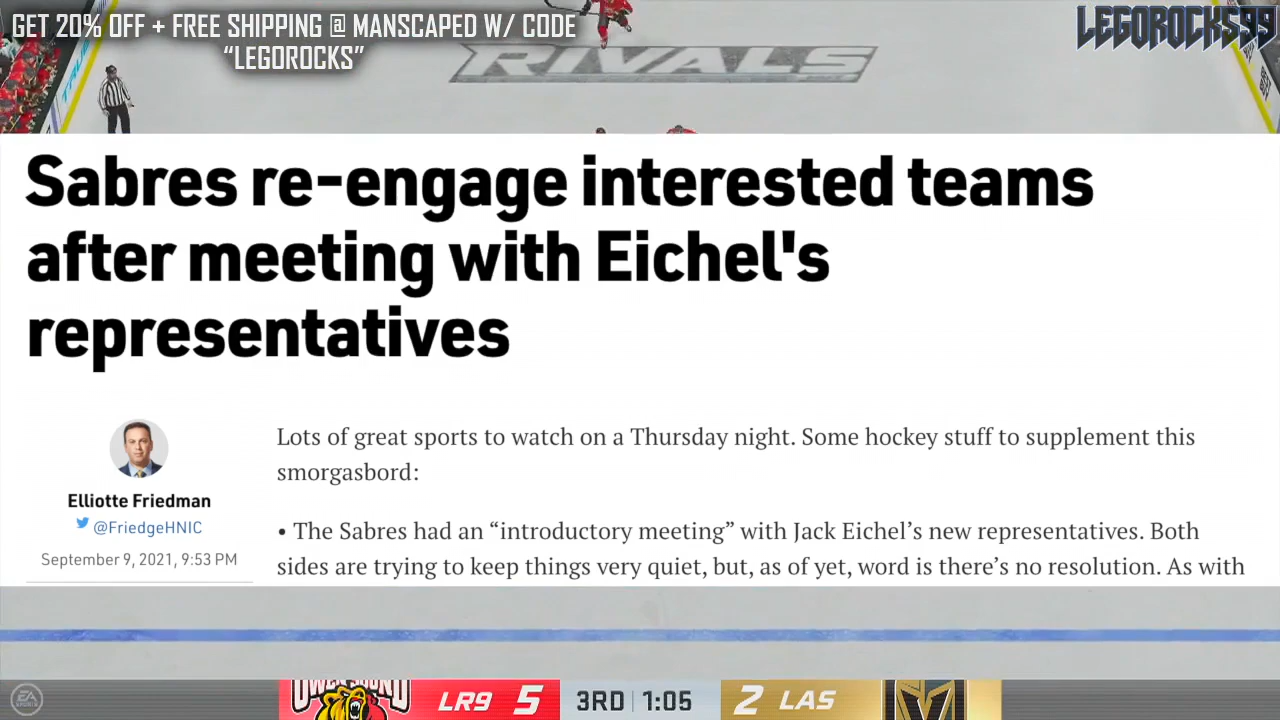 GET 20% OFF + FREE SHIPPING @ MANSCAPED W/ CODE
“LEGOROCKS”
LEGOROCKS99
RIVALS
Sabres re-engage interested teams
after meeting with Eichel's
representatives
Elliotte Friedman
@FriedgeHNIC
September 9, 2021, 9:53 PM
Lots of great sports to watch on a Thursday night. Some hockey stuff to supplement this
smorgasbord:
• The Sabres had an “introductory meeting” with Jack Eichel’s new representatives. Both
sides are trying to keep things very quiet, but, as of yet, word is there’s no resolution. As with
EA
SPORTS
LR9 5 3RD 1:05 2 LAS